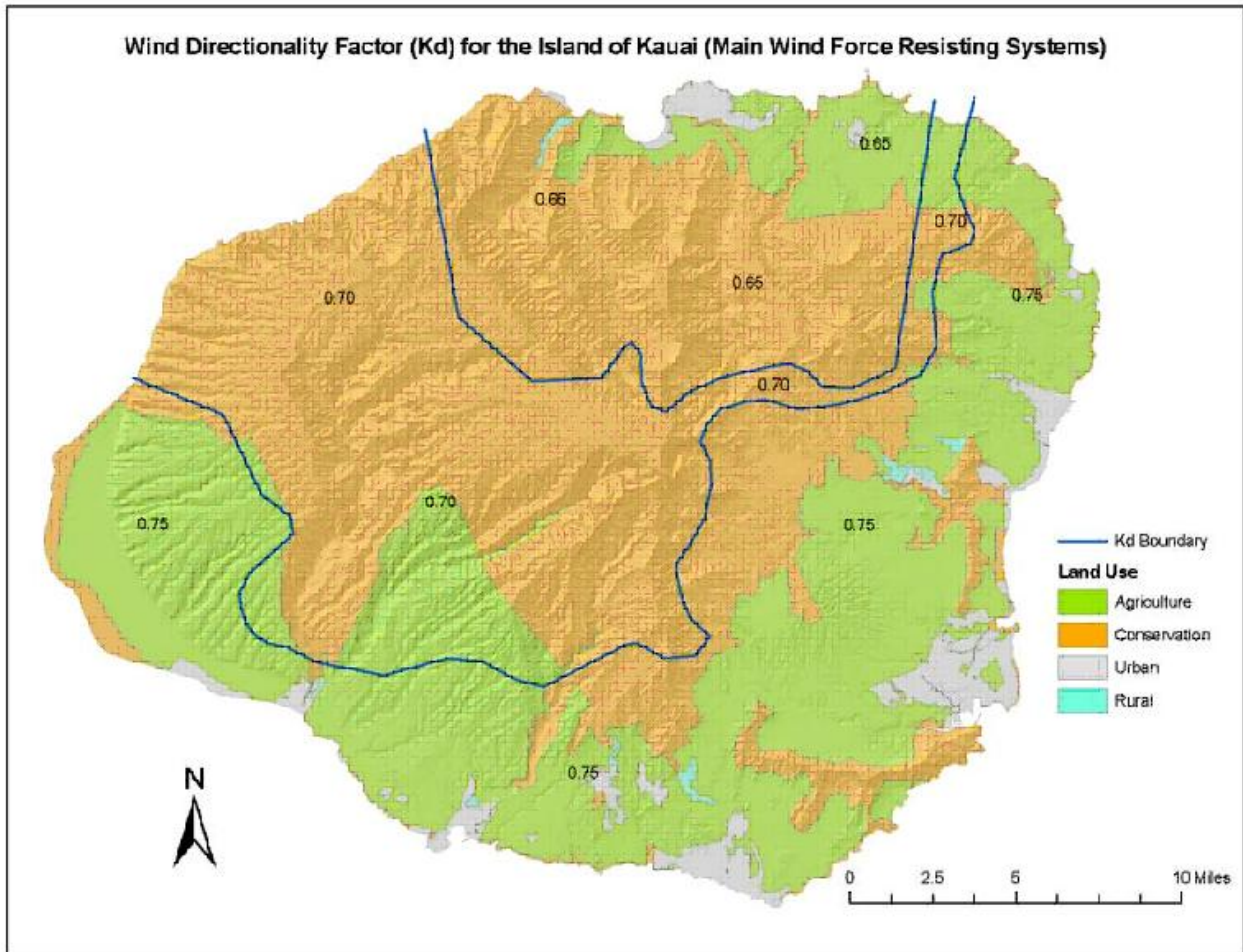 Wind Directionality Factor (Kd) for the Island of Kauai (Main Wind Force Resisting Systems)
0.65
0.65
0.70
0.65
0.70
0.75
0.70
0.70
0.75
0.75
0.75
Kd Boundary
Land Use
Agriculture
Conservation
Urban
Rural
N
0 2.5 5 10 Miles